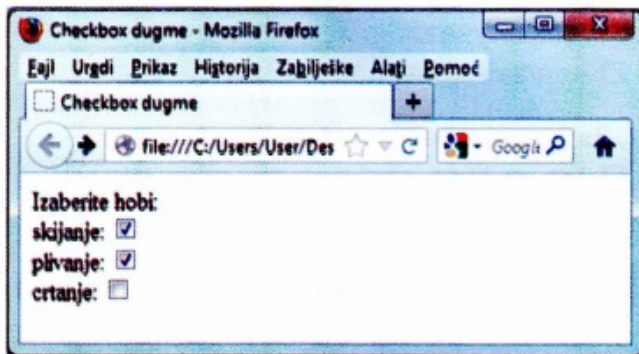 Checkbox dugme - Mozilla Firefox
Fajl Uredi Prikaz Historija Zabilješke Alati Pomoć
Checkbox dugme +
file:///C:/Users/User/Des Google
Izaberite hobi:
skijanje:
plivanje:
crtanje: